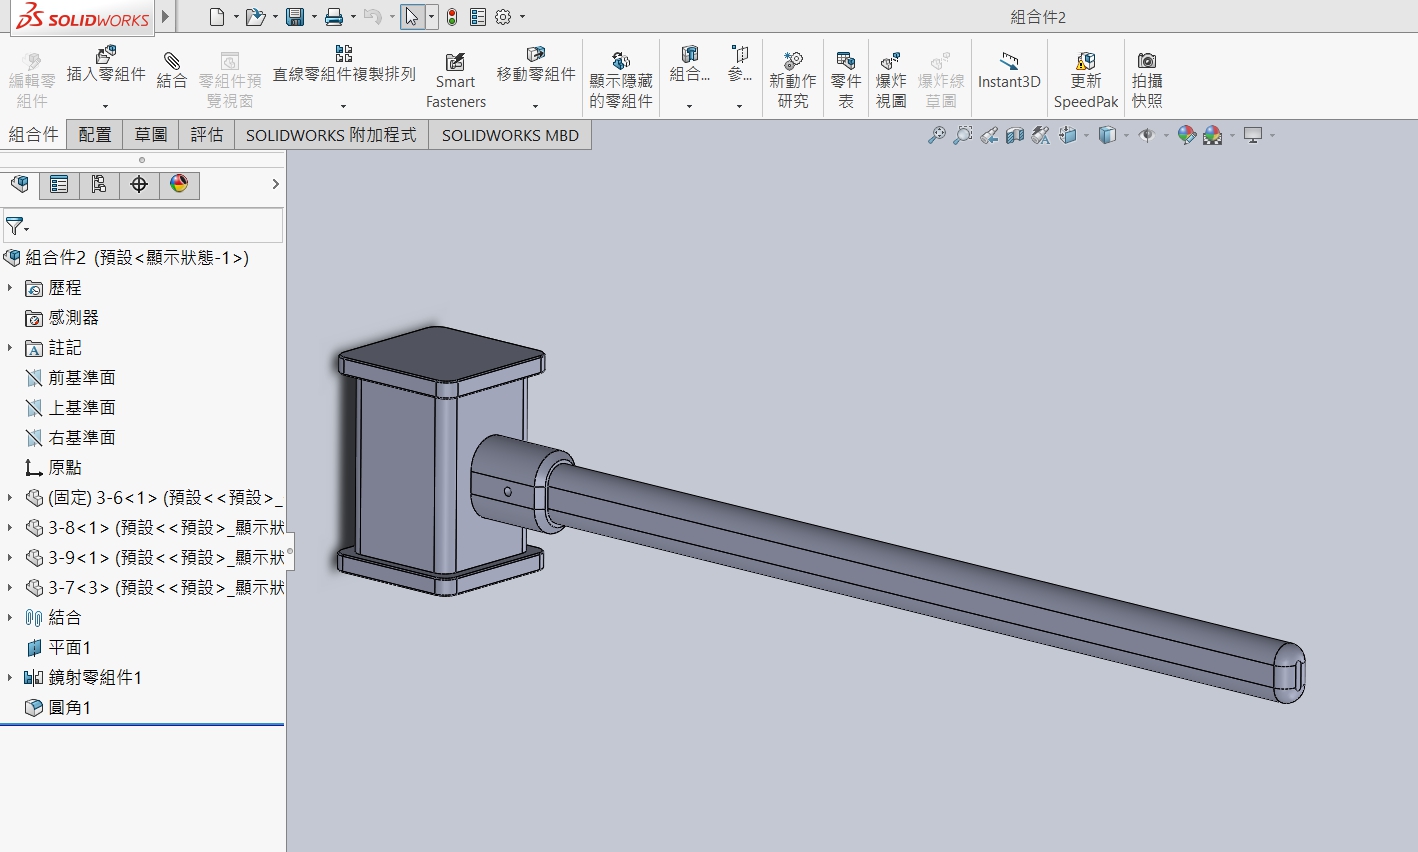 SOLIDWORKS
組合件2
編輯零組件
插入零組件
結合
零組件預覽視窗
直線零組件複製排列
Smart Fasteners
移動零組件
顯示隱藏的零組件
組合...
參...
新動作研究
零件表
爆炸視圖
爆炸線草圖
Instant3D
更新 SpeedPak
拍攝快照
組合件
配置
草圖
評估
SOLIDWORKS 附加程式
SOLIDWORKS MBD
組合件2 (預設<顯示狀態-1>)
歷程
感測器
註記
前基準面
上基準面
右基準面
原點
(固定) 3-6<1> (預設<<預設>_
3-8<1> (預設<<預設>_顯示狀
3-9<1> (預設<<預設>_顯示狀
3-7<3> (預設<<預設>_顯示狀
結合
平面1
鏡射零組件1
圓角1